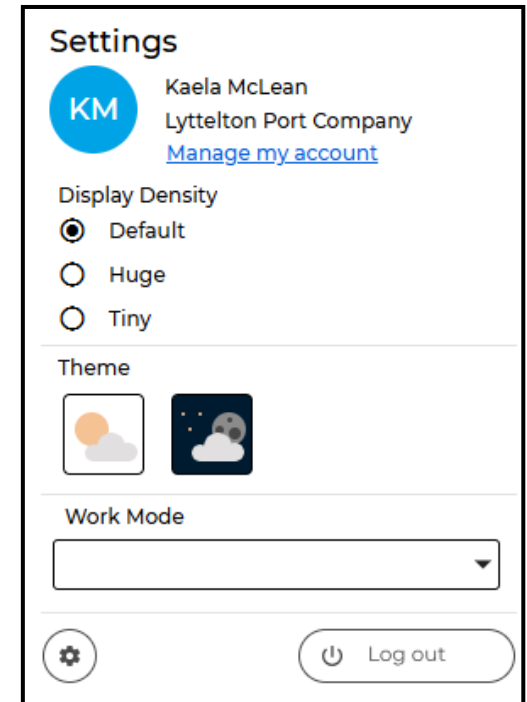 Settings
KM
Kaela McLean
Lyttelton Port Company
Manage my account
Display Density
Default
Huge
Tiny
Theme
Work Mode
Log out